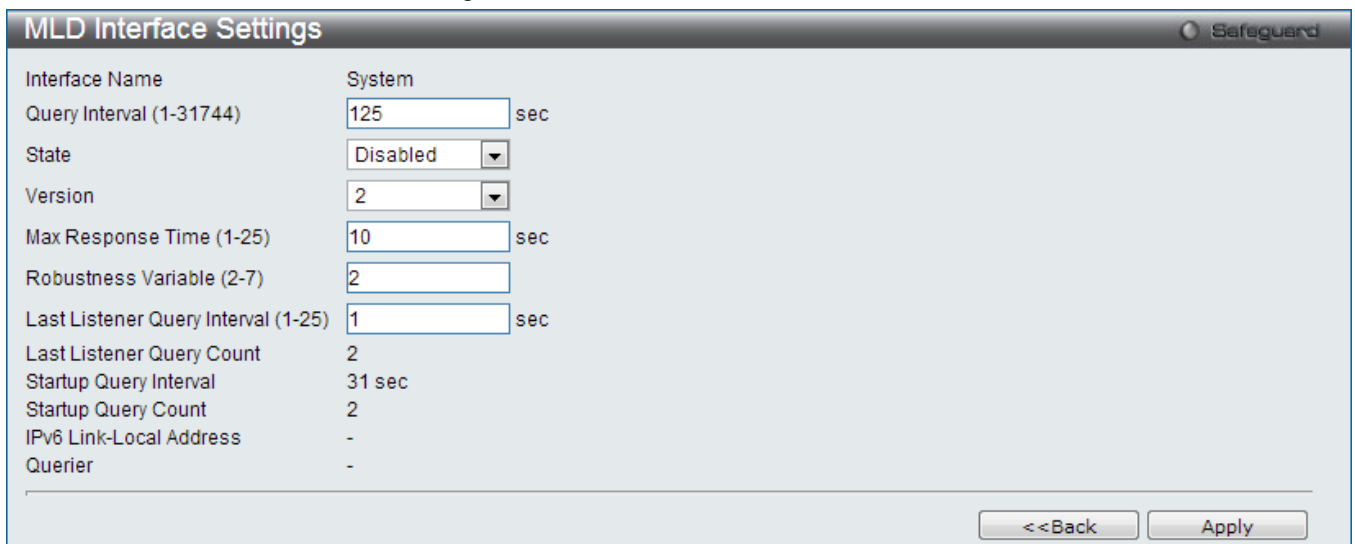 MLD Interface Settings Safeguard
Interface Name System
Query Interval (1-31744) 125 sec
State Disabled
Version 2
Max Response Time (1-25) 10 sec
Robustness Variable (2-7) 2
Last Listener Query Interval (1-25) 1 sec
Last Listener Query Count 2
Startup Query Interval 31 sec
Startup Query Count 2
IPv6 Link-Local Address -
Querier -
<<Back Apply